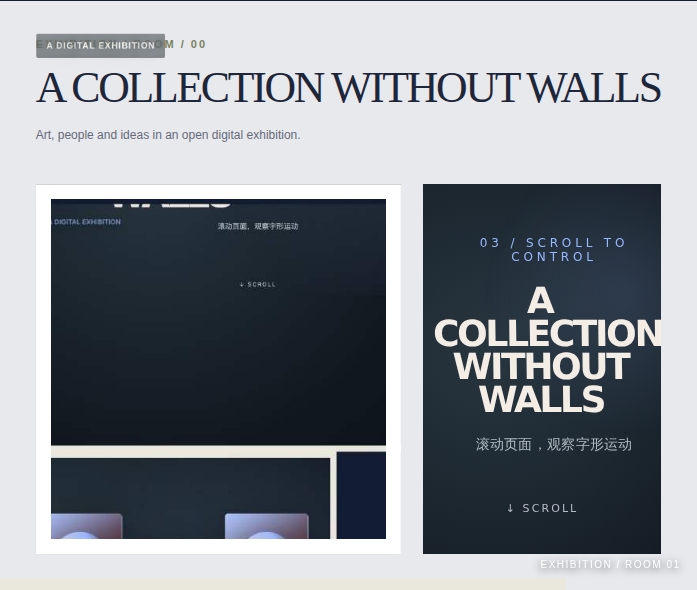 A DIGITAL EXHIBITION
M / 00
A COLLECTION WITHOUT WALLS
Art, people and ideas in an open digital exhibition.
DIGITAL EXHIBITION
滚动页面，观察字形运动
↓ SCROLL
03 / SCROLL TO
CONTROL
A
COLLECTION
WITHOUT
WALLS
滚动页面，观察字形运动
↓ SCROLL
EXHIBITION / ROOM 01